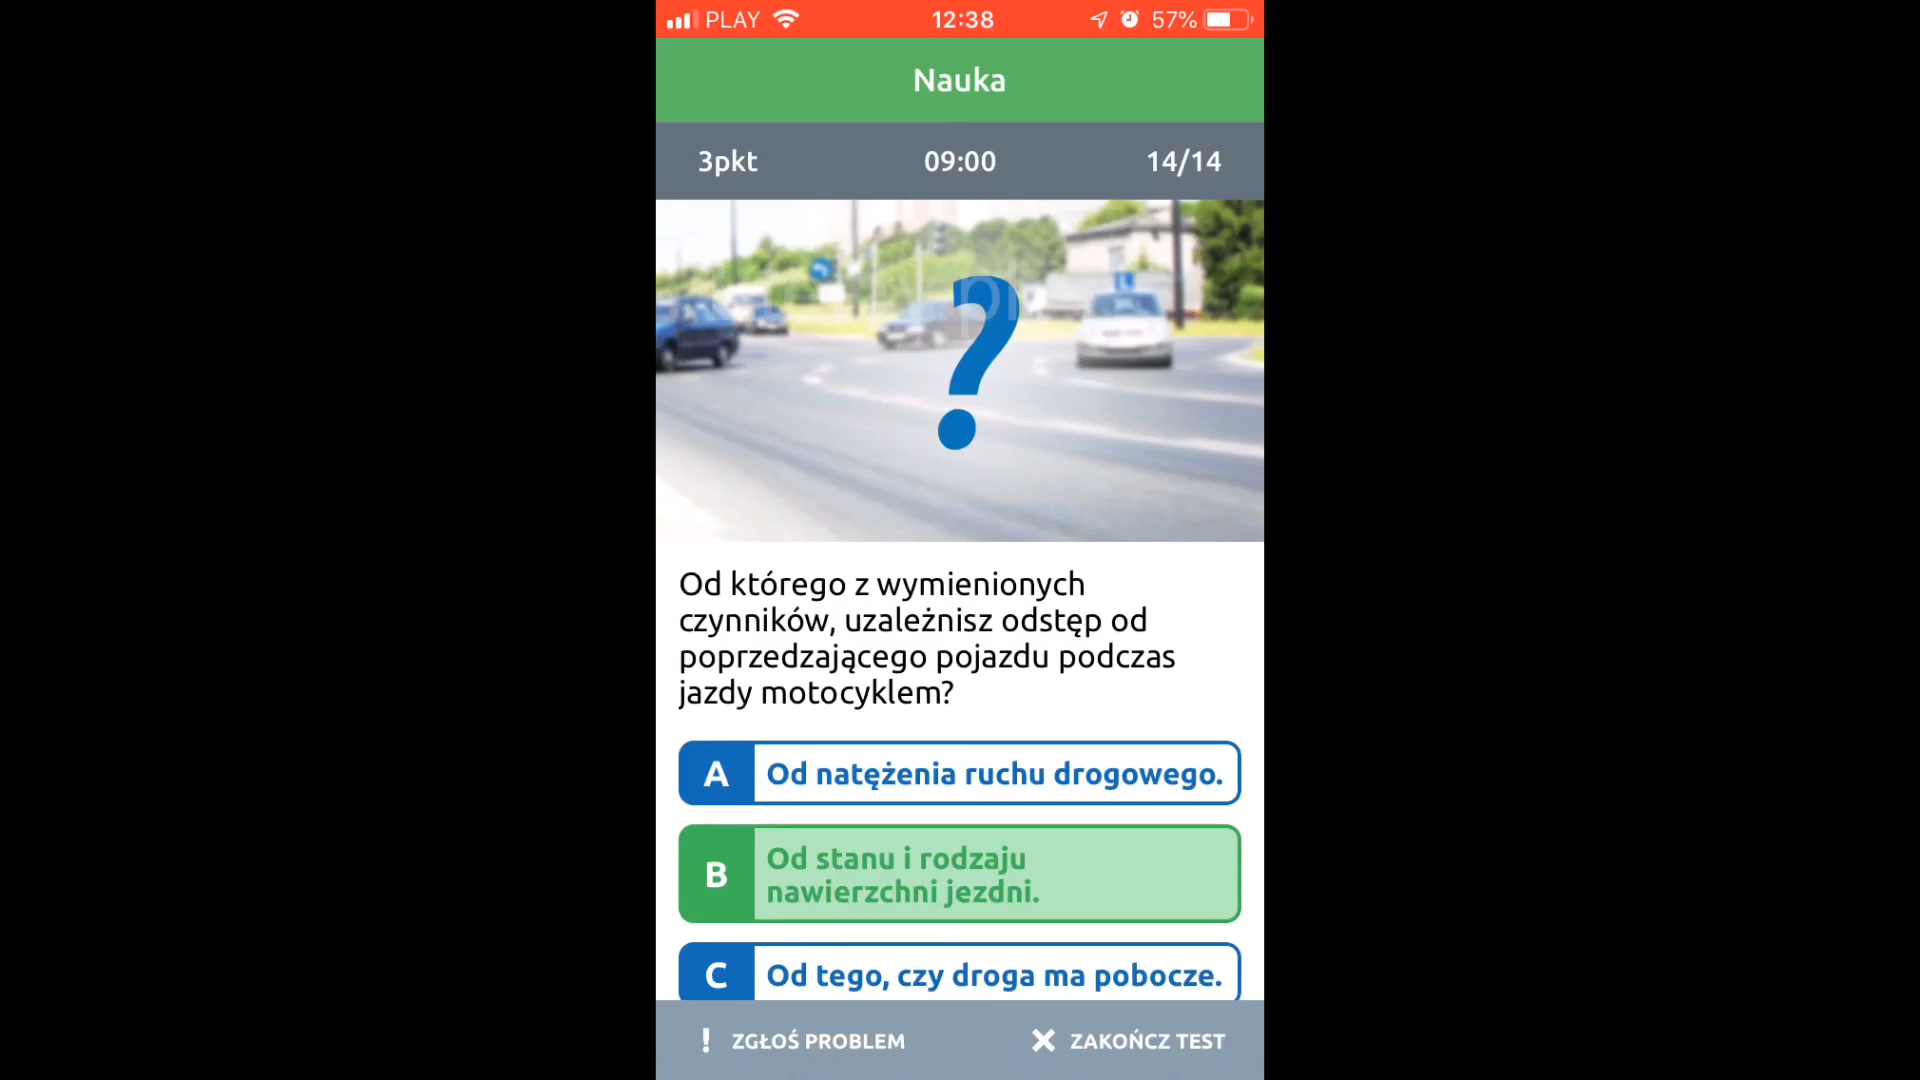 PLAY 12:38 57%
Nauka
3pkt 09:00 14/14
?
Od którego z wymienionych
czynników, uzależnisz odstęp od
poprzedzającego pojazdu podczas
jazdy motocyklem?
A Od natężenia ruchu drogowego.
B Od stanu i rodzaju
nawierzchni jezdni.
C Od tego, czy droga ma pobocze.
! ZGŁOŚ PROBLEM ZAKOŃCZ TEST